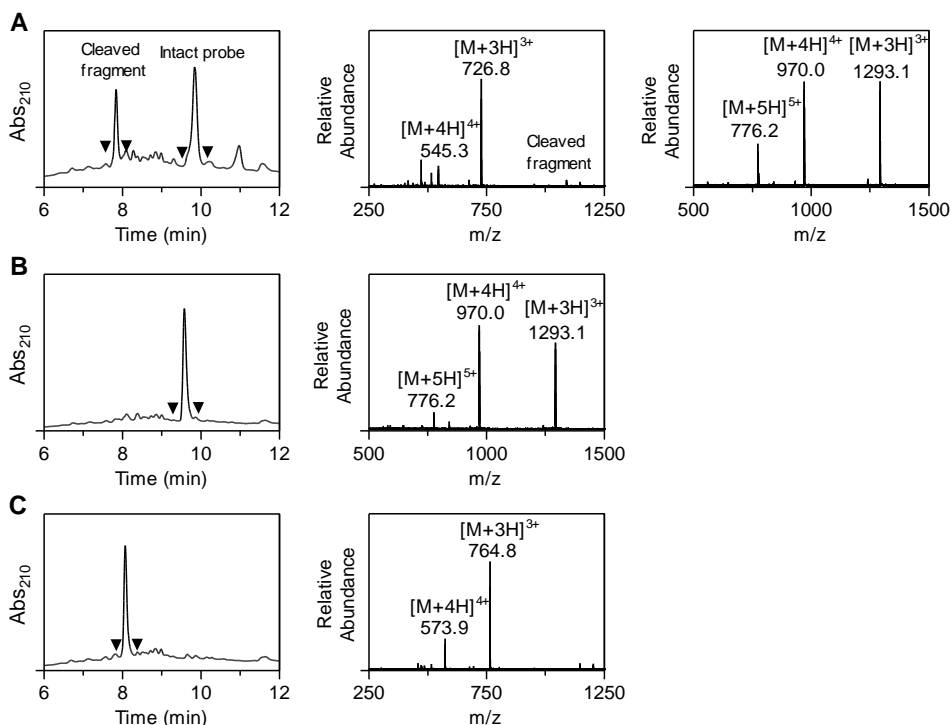 A
Cleaved
fragment
Intact probe
Abs210
6 8 10 12
Time (min)
Relative
Abundance
[M+3H]3+
726.8
[M+4H]4+
545.3
Cleaved
fragment
250 750 1250
m/z
[M+4H]4+
970.0
[M+3H]3+
1293.1
[M+5H]5+
776.2
500 1000 1500
m/z
B
Abs210
6 8 10 12
Time (min)
Relative
Abundance
[M+4H]4+
970.0
[M+3H]3+
1293.1
[M+5H]5+
776.2
500 1000 1500
m/z
C
Abs210
6 8 10 12
Time (min)
Relative
Abundance
[M+3H]3+
764.8
[M+4H]4+
573.9
250 750 1250
m/z